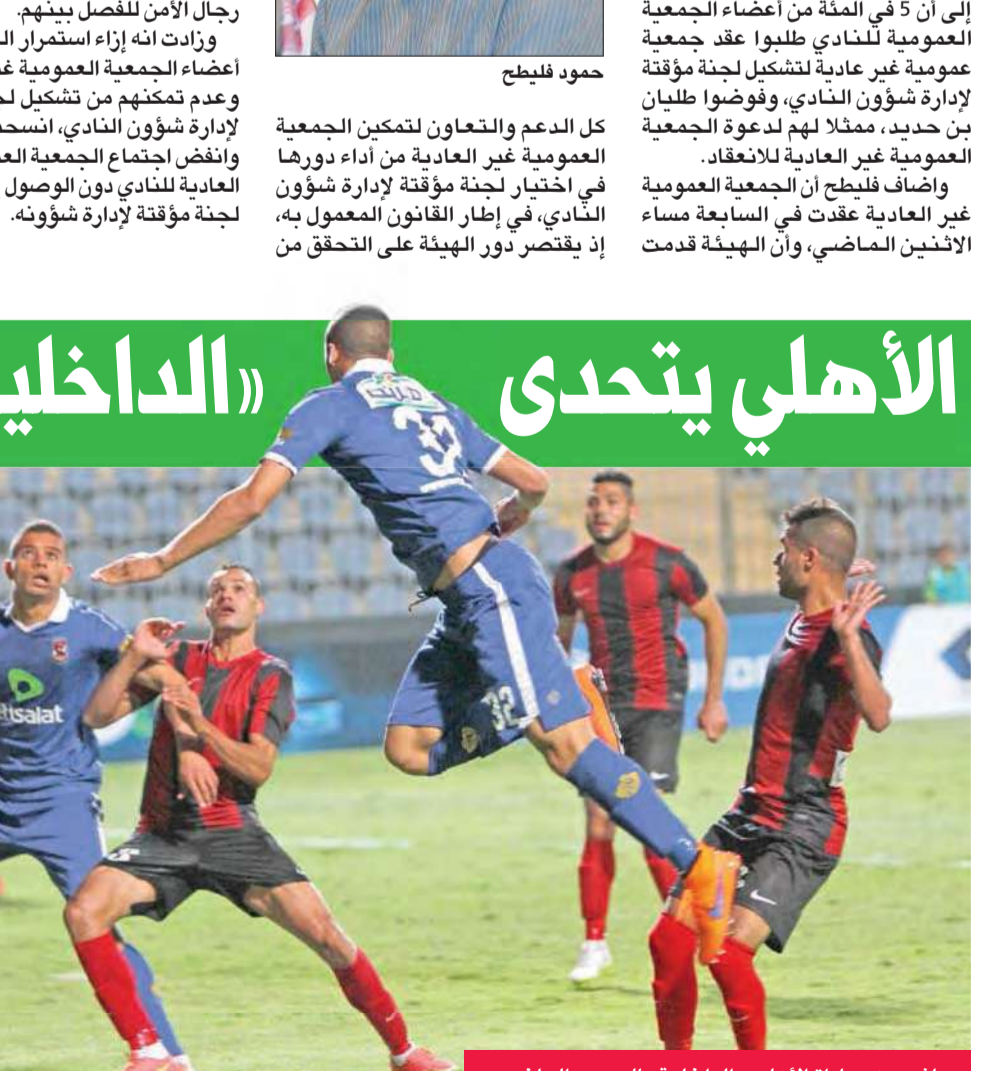 إلى أن 5 في المئة من أعضاء الجمعية
العمومية للنادي طلبوا عقد جمعية
عمومية غير عادية لتشكيل لجنة مؤقتة
لإدارة شؤون النادي، وفوضوا طليان
بن حديد، ممثلا لهم لدعوة الجمعية
العمومية غير العادية للانعقاد.
واضاف فليطح أن الجمعية العمومية
غير العادية عقدت في السابعة مساء
الاثنين الماضي، وأن الهيئة قدمت
حمود فليطح
كل الدعم والتعاون لتمكين الجمعية
العمومية غير العادية من أداء دورها
في اختيار لجنة مؤقتة لإدارة شؤون
النادي، في إطار القانون المعمول به،
إذ يقتصر دور الهيئة على التحقق من
رجال الأمن للفصل بينهم.
وزادت انه إزاء استمرار
أعضاء الجمعية العمومية
وعدم تمكنهم من تشكيل
لإدارة شؤون النادي،
وانفض اجتماع الجمعية
العادية للنادي دون الوصول
لجنة مؤقتة لإدارة شؤونه.
الأهلي يتحدى «الداخلي
32
32
tisalat